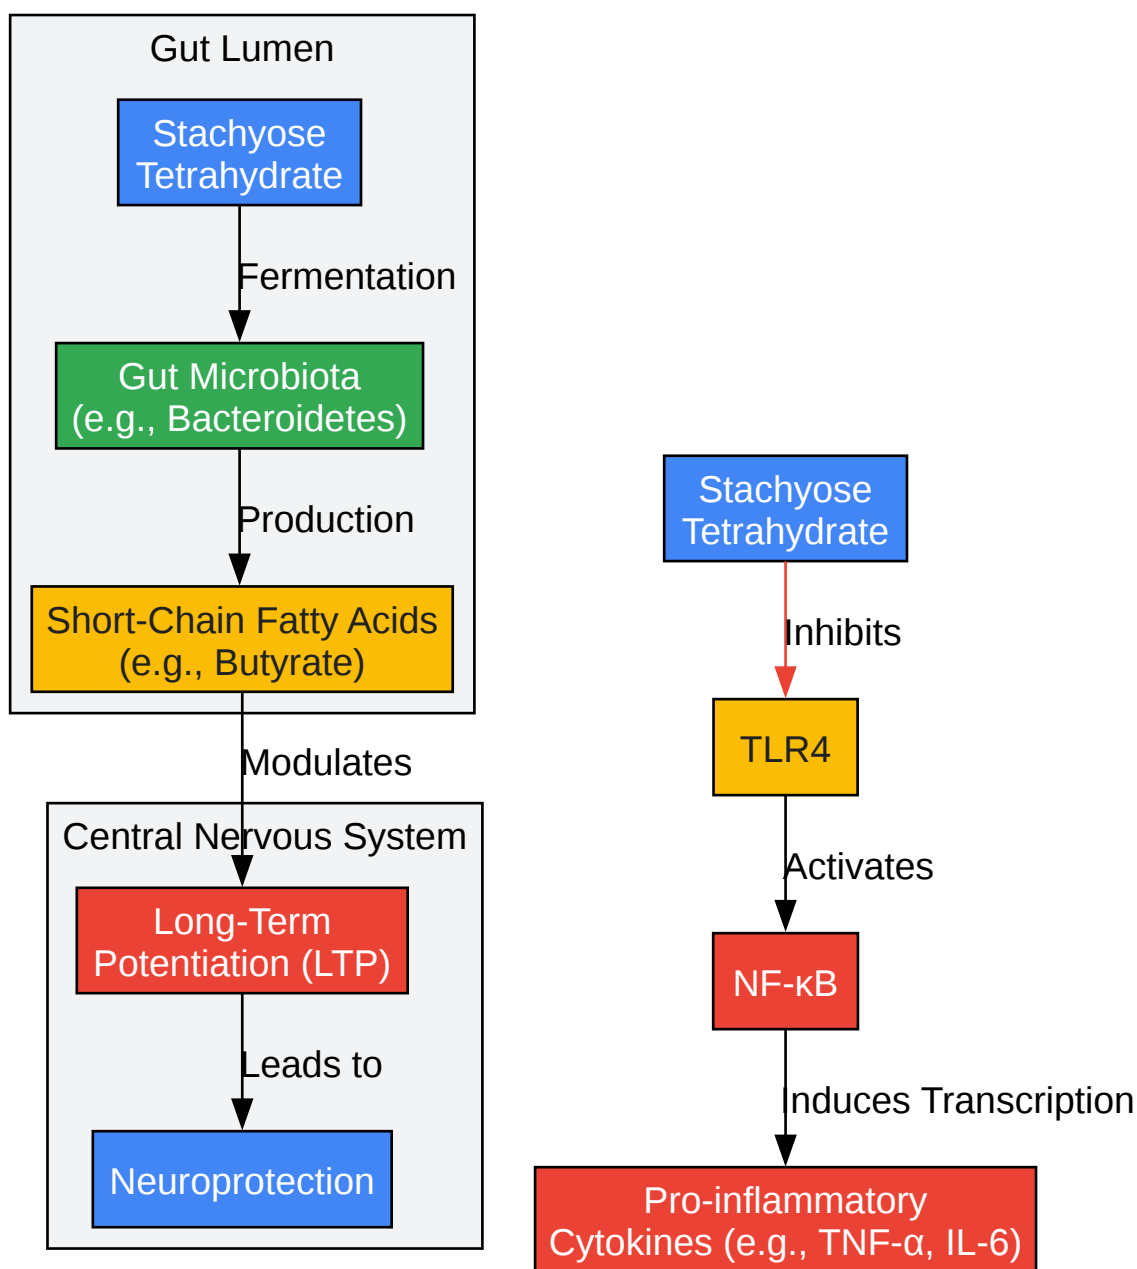 Gut Lumen
Stachyose
Tetrahydrate
Fermentation
Gut Microbiota
(e.g., Bacteroidetes)
Production
Short-Chain Fatty Acids
(e.g., Butyrate)
Modulates
Central Nervous System
Long-Term
Potentiation (LTP)
Leads to
Neuroprotection
Stachyose
Tetrahydrate
Inhibits
TLR4
Activates
NF-κB
Induces Transcription
Pro-inflammatory
Cytokines (e.g., TNF-α, IL-6)